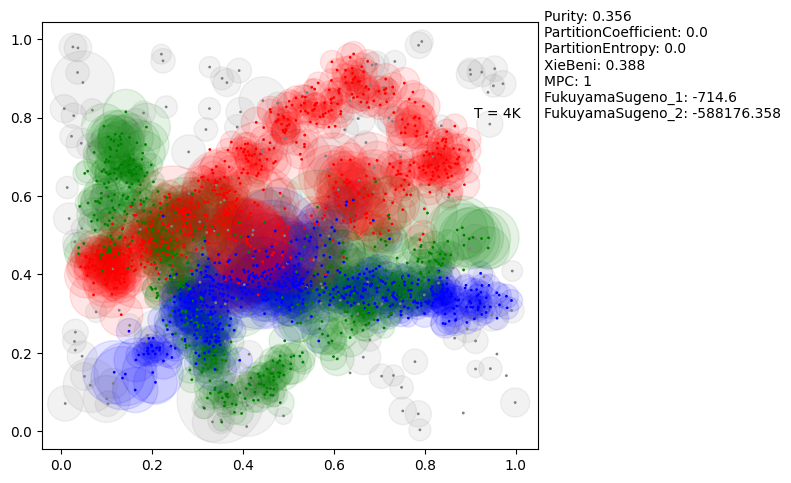 Purity: 0.356
PartitionCoefficient: 0.0
PartitionEntropy: 0.0
XieBeni: 0.388
MPC: 1
FukuyamaSugeno_1: -714.6
FukuyamaSugeno_2: -588176.358
T = 4K
1.0
0.8
0.6
0.4
0.2
0.0
0.0 0.2 0.4 0.6 0.8 1.0